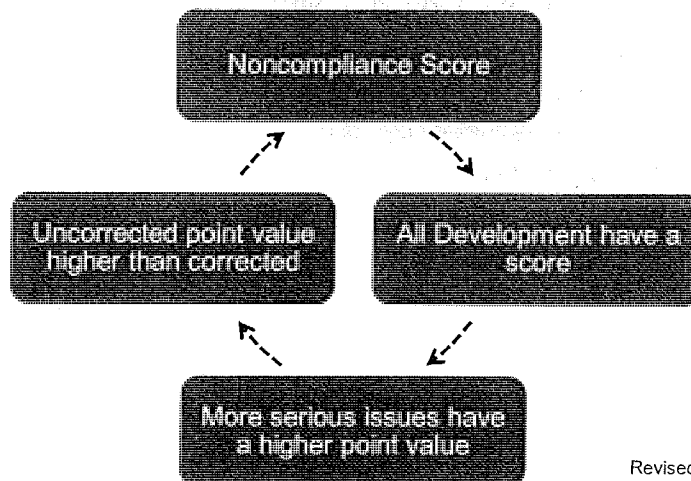 Noncompliance Score
Uncorrected point value
higher than corrected
All Development have a
score
More serious issues have
a higher point value
Revised